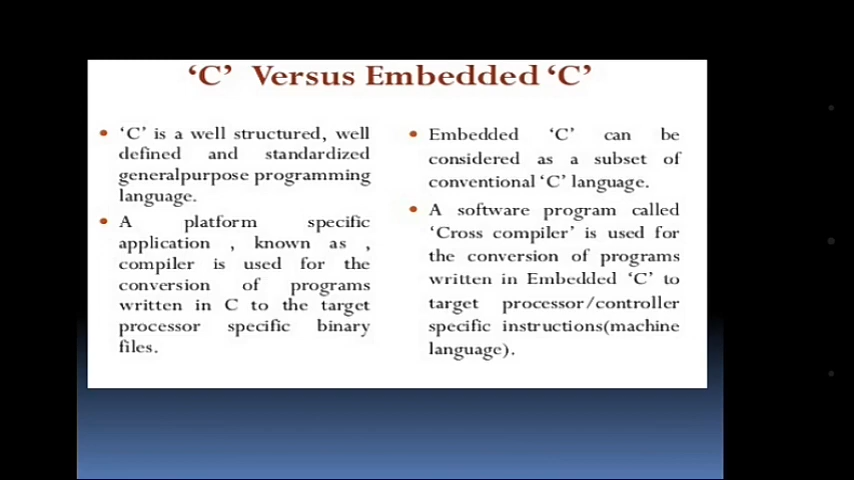 ‘C’ Versus Embedded ‘C’
‘C’ is a well structured, well
defined and standardized
generalpurpose programming
language.
A platform specific
application , known as ,
compiler is used for the
conversion of programs
written in C to the target
processor specific binary
files.
Embedded ‘C’ can be
considered as a subset of
conventional ‘C’ language.
A software program called
‘Cross compiler’ is used for
the conversion of programs
written in Embedded ‘C’ to
target processor/controller
specific instructions(machine
language).